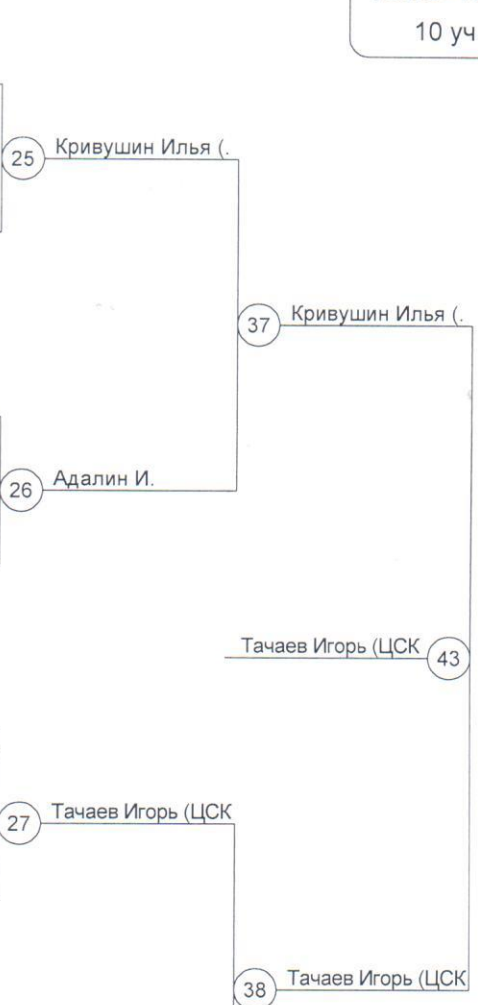 10 уч
25 Кривушин Илья (.
37 Кривушин Илья (.
26 Адалин И.
Тачаев Игорь (ЦСК 43
27 Тачаев Игорь (ЦСК
38 Тачаев Игорь (ЦСК